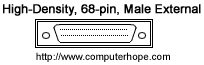 High-Density, 68-pin, Male External
http://www.computerhope.com